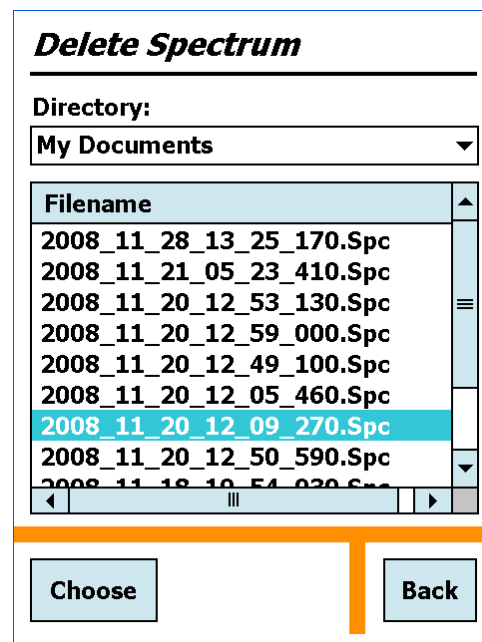 Delete Spectrum
Directory:
My Documents
Filename
2008_11_28_13_25_170.Spc
2008_11_21_05_23_410.Spc
2008_11_20_12_53_130.Spc
2008_11_20_12_59_000.Spc
2008_11_20_12_49_100.Spc
2008_11_20_12_05_460.Spc
2008_11_20_12_09_270.Spc
2008_11_20_12_50_590.Spc
Choose
Back